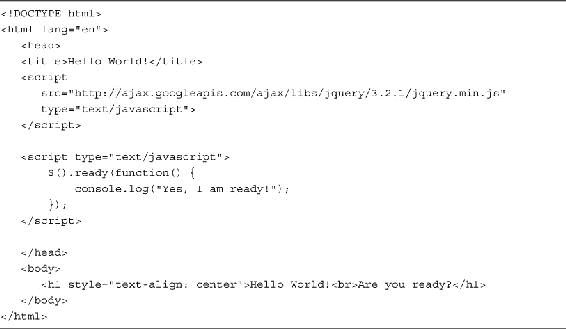 <!DOCTYPE html>
<html lang="en">
<head>
<title>Hello World!</title>
<script
src="http://ajax.googleapis.com/ajax/libs/jquery/3.2.1/jquery.min.js"
type="text/javascript">
</script>
<script type="text/javascript">
$().ready(function() {
console.log("Yes, I am ready!");
});
</script>
</head>
<body>
<h1 style="text-align: center">Hello World!<br>Are you ready?</h1>
</body>
</html>